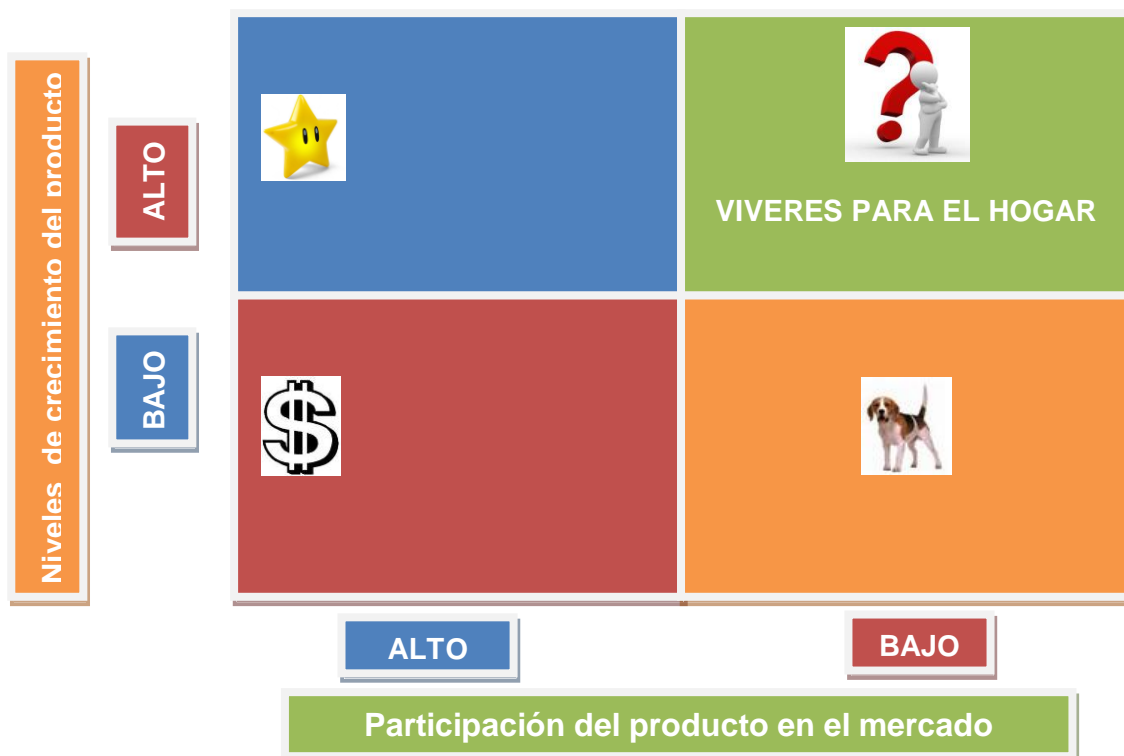 Niveles de crecimiento del producto
ALTO
BAJO
VIVERES PARA EL HOGAR
ALTO
BAJO
Participación del producto en el mercado